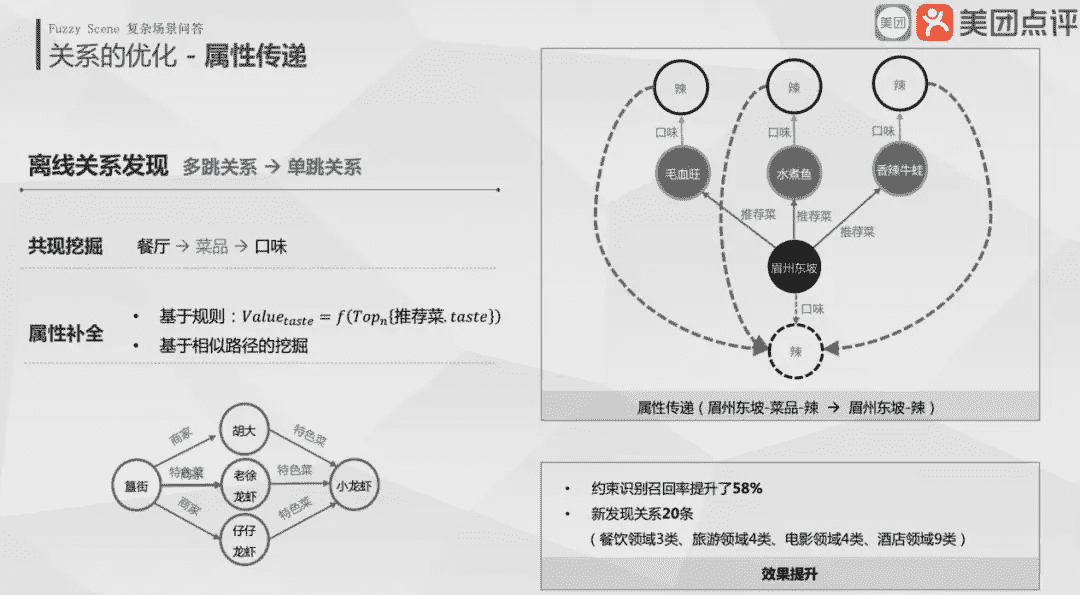 Fuzzy Scene 复杂场景问答
关系的优化 - 属性传递
美团
美团点评
离线关系发现 多跳关系 → 单跳关系
共现挖掘 餐厅 → 菜品 → 口味
属性补全
• 基于规则：Value_taste = f(Top_n{推荐菜. taste})
• 基于相似路径的挖掘
簋街
商家
特色菜
商家
商家
胡大
老徐
龙虾
仔仔
龙虾
特色菜
特色菜
特色菜
小龙虾
辣
辣
辣
口味
口味
口味
毛血旺
水煮鱼
香辣牛蛙
推荐菜
推荐菜
推荐菜
眉州东坡
口味
辣
属性传递（眉州东坡-菜品-辣 → 眉州东坡-辣）
• 约束识别召回率提升了58%
• 新发现关系20条
（餐饮领域3类、旅游领域4类、电影领域4类、酒店领域9类）
效果提升